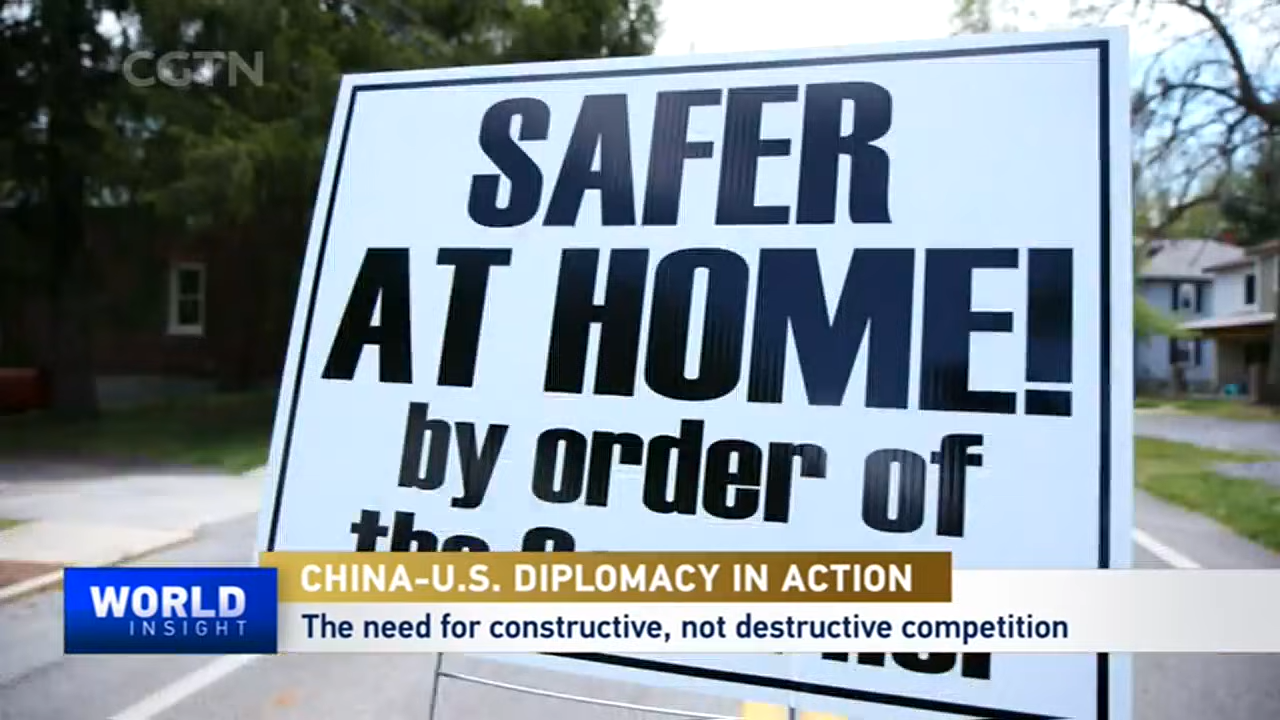 CGTN
SAFER
AT HOME!
by order of
the
CHINA-U.S. DIPLOMACY IN ACTION
WORLD
INSIGHT
The need for constructive, not destructive competition